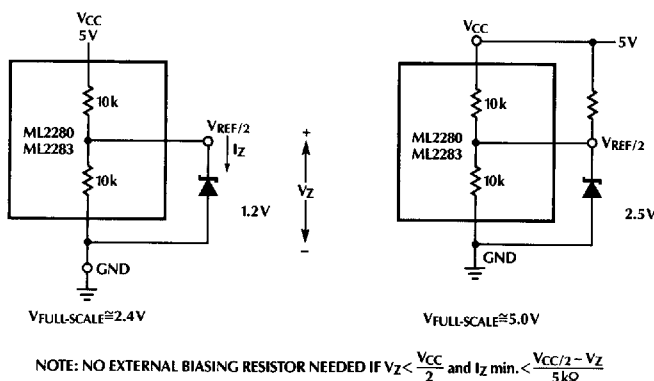 VCC
5V
10k
ML2280
ML2283
VREF/2
IZ
10k
1.2V
GND
VFULL-SCALE≅2.4V
+
VZ
−
VCC
5V
10k
ML2280
ML2283
VREF/2
10k
2.5V
GND
VFULL-SCALE≅5.0V
NOTE: NO EXTERNAL BIASING RESISTOR NEEDED IF VZ< VCC/2 and IZ min.< VCC/2 − VZ/5kΩ